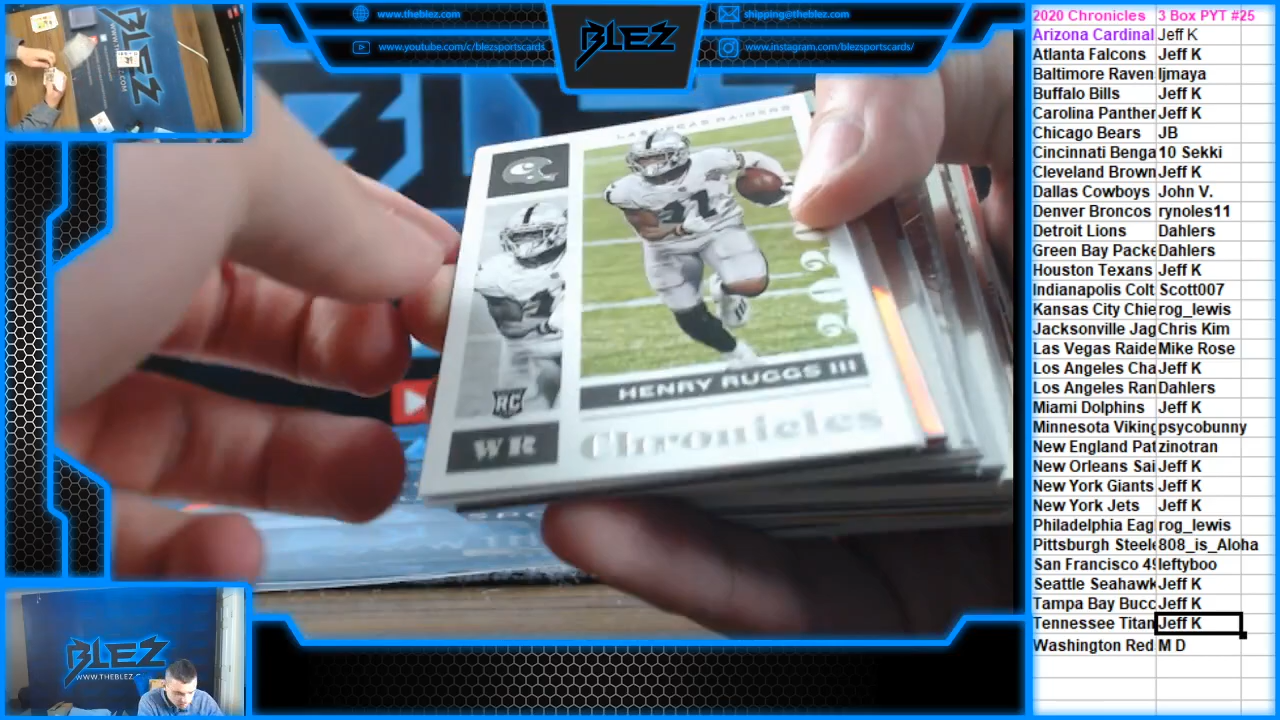 www.theblez.com
shipping@theblez.com
www.youtube.com/c/blezsportscards
www.instagram.com/blezsportscards/
BLEZ
LAS VEGAS RAIDERS
HENRY RUGGS III
RC
WR
Chronicles
BLEZ
2020 Chronicles 3 Box PYT #25
Arizona Cardinal Jeff K
Atlanta Falcons Jeff K
Baltimore Raven ljmaya
Buffalo Bills Jeff K
Carolina Panther Jeff K
Chicago Bears JB
Cincinnati Benga 10 Sekki
Cleveland Brown Jeff K
Dallas Cowboys John V.
Denver Broncos rynoles11
Detroit Lions Dahlers
Green Bay Packe Dahlers
Houston Texans Jeff K
Indianapolis Colt Scott007
Kansas City Chie rog_lewis
Jacksonville Jag Chris Kim
Las Vegas Raide Mike Rose
Los Angeles Cha Jeff K
Los Angeles Ran Dahlers
Miami Dolphins Jeff K
Minnesota Viking psycobunny
New England Pat zinotran
New Orleans Sai Jeff K
New York Giants Jeff K
New York Jets Jeff K
Philadelphia Eag rog_lewis
Pittsburgh Steele 808_is_Aloha
San Francisco 49 leftyboo
Seattle Seahawk Jeff K
Tampa Bay Bucc Jeff K
Tennessee Titan Jeff K
Washington Red M D